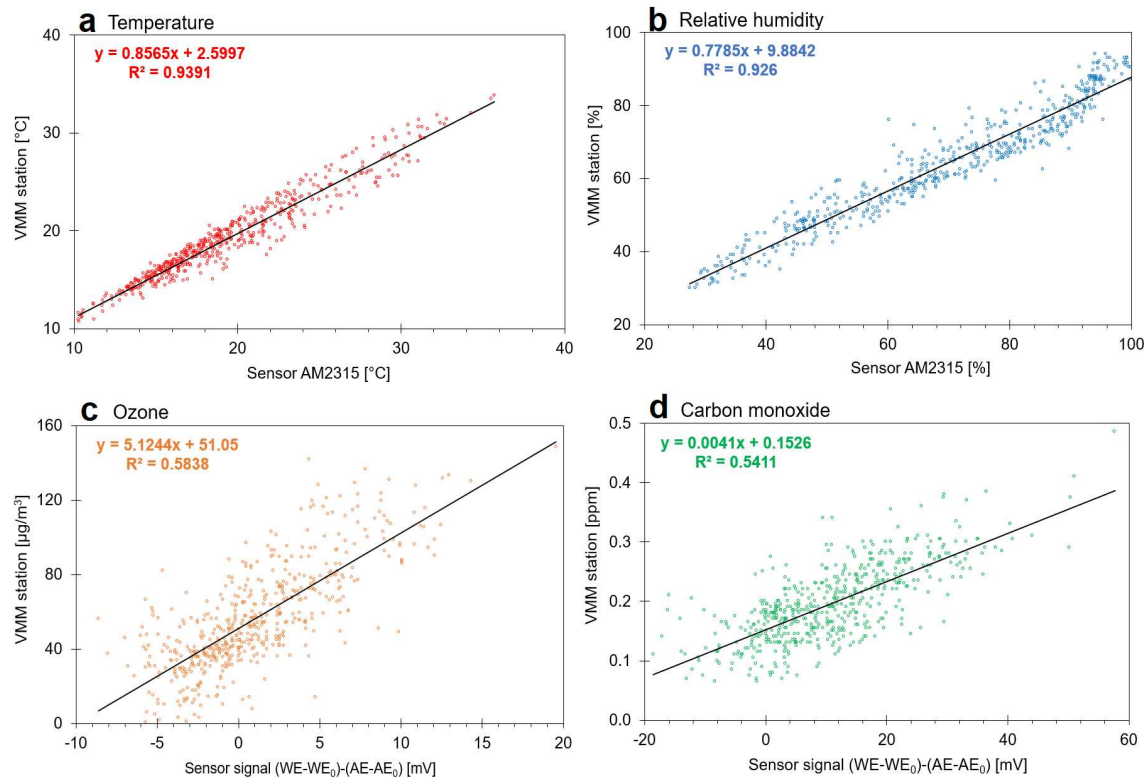 a Temperature
y = 0.8565x + 2.5997
R² = 0.9391
40
30
20
10
VMM station [°C]
10 20 30 40
Sensor AM2315 [°C]
b Relative humidity
y = 0.7785x + 9.8842
R² = 0.926
100
80
60
40
20
VMM station [%]
20 40 60 80 100
Sensor AM2315 [%]
c Ozone
y = 5.1244x + 51.05
R² = 0.5838
160
120
80
40
0
VMM station [µg/m³]
-10 -5 0 5 10 15 20
Sensor signal (WE-WE₀)-(AE-AE₀) [mV]
d Carbon monoxide
y = 0.0041x + 0.1526
R² = 0.5411
0.5
0.4
0.3
0.2
0.1
0.0
VMM station [ppm]
-20 0 20 40 60
Sensor signal (WE-WE₀)-(AE-AE₀) [mV]